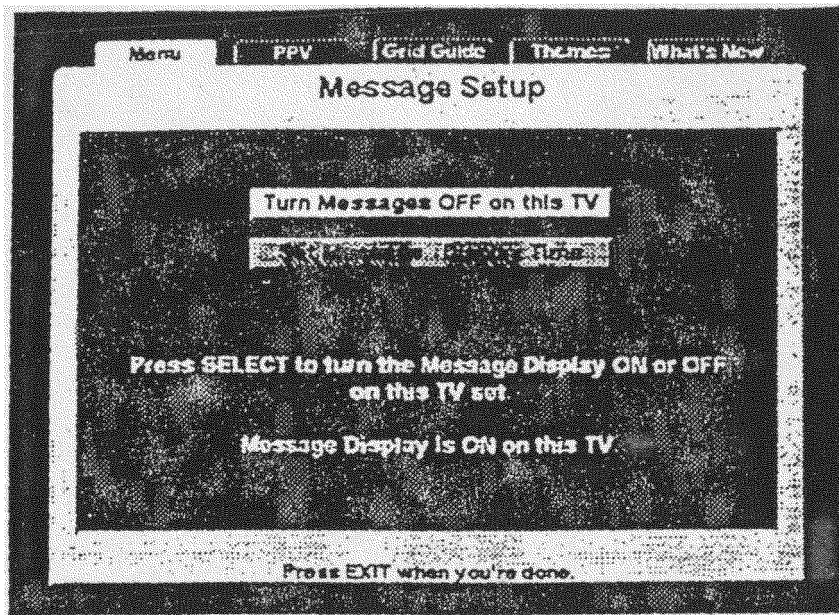 Menu PPV Grid Guide Themes What's New
Message Setup
Turn Messages OFF on this TV
Display Time
Press SELECT to turn the Message Display ON or OFF
on this TV set.
Message Display is ON on this TV.
Press EXIT when you're done.